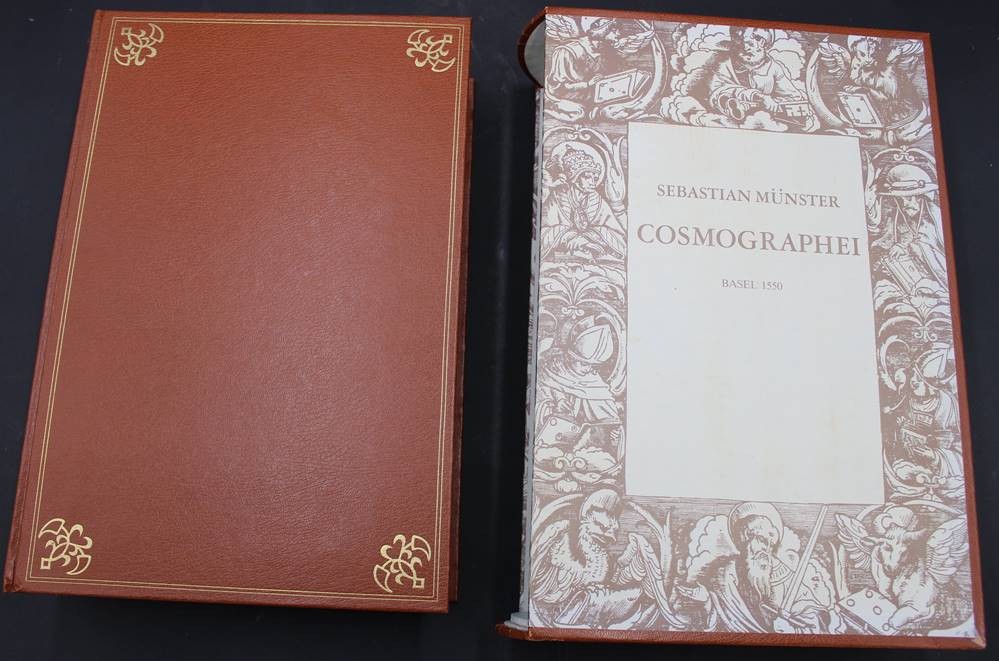 SEBASTIAN MÜNSTER
COSMOGRAPHEI
BASEL 1550